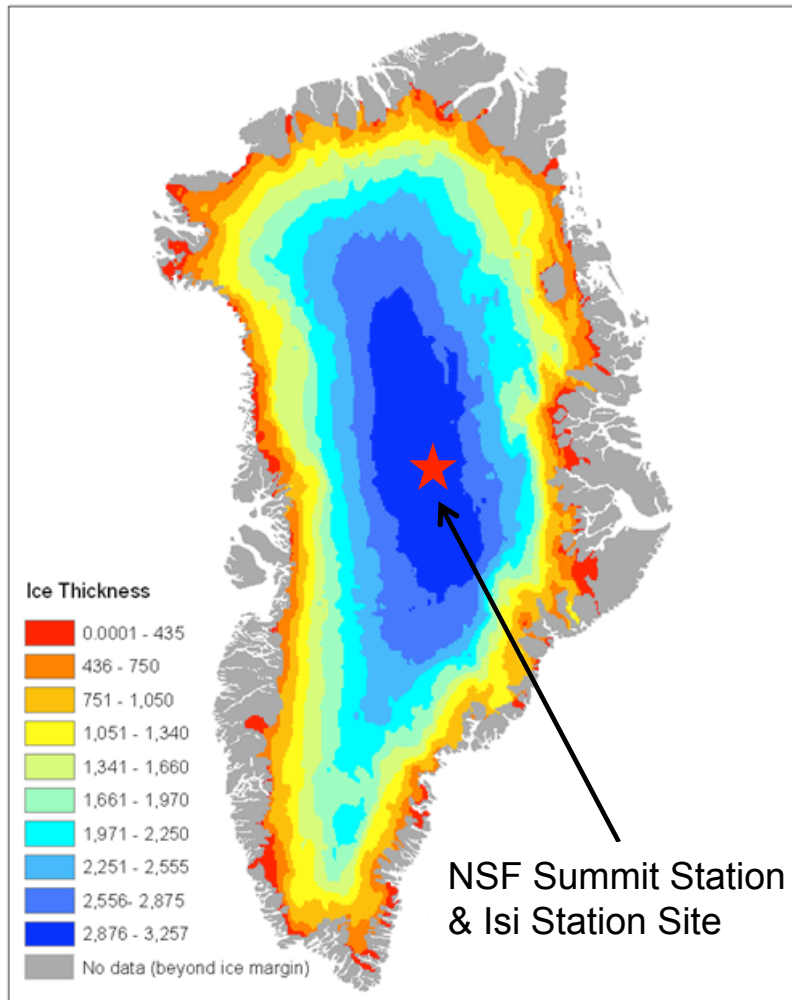 Ice Thickness
0.0001 - 435
436 - 750
751 - 1,050
1,051 - 1,340
1,341 - 1,660
1,661 - 1,970
1,971 - 2,250
2,251 - 2,555
2,556- 2,875
2,876 - 3,257
No data (beyond ice margin)
NSF Summit Station
& Isi Station Site